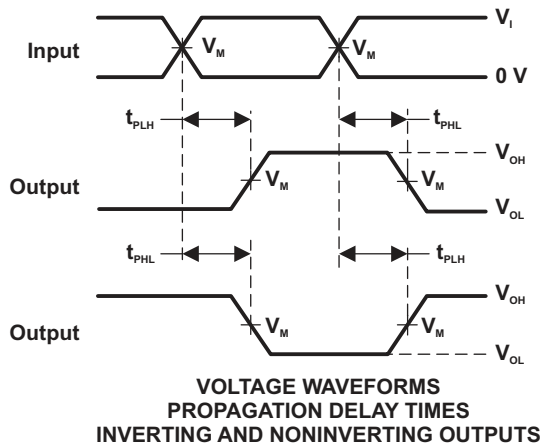 Input
V_M
V_M
V_I
0 V
t_PLH
t_PHL
Output
V_M
V_M
V_OH
V_OL
t_PHL
t_PLH
Output
V_M
V_M
V_OH
V_OL
VOLTAGE WAVEFORMS
PROPAGATION DELAY TIMES
INVERTING AND NONINVERTING OUTPUTS